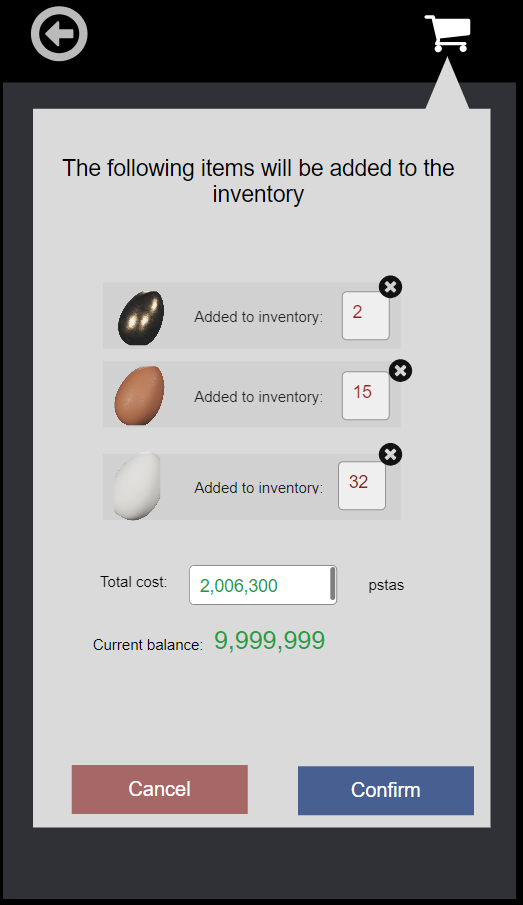 The following items will be added to the
inventory
Added to inventory: 2
Added to inventory: 15
Added to inventory: 32
Total cost: 2,006,300 pstas
Current balance: 9,999,999
Cancel Confirm